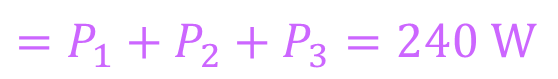 = P₁ + P₂ + P₃ = 240 W